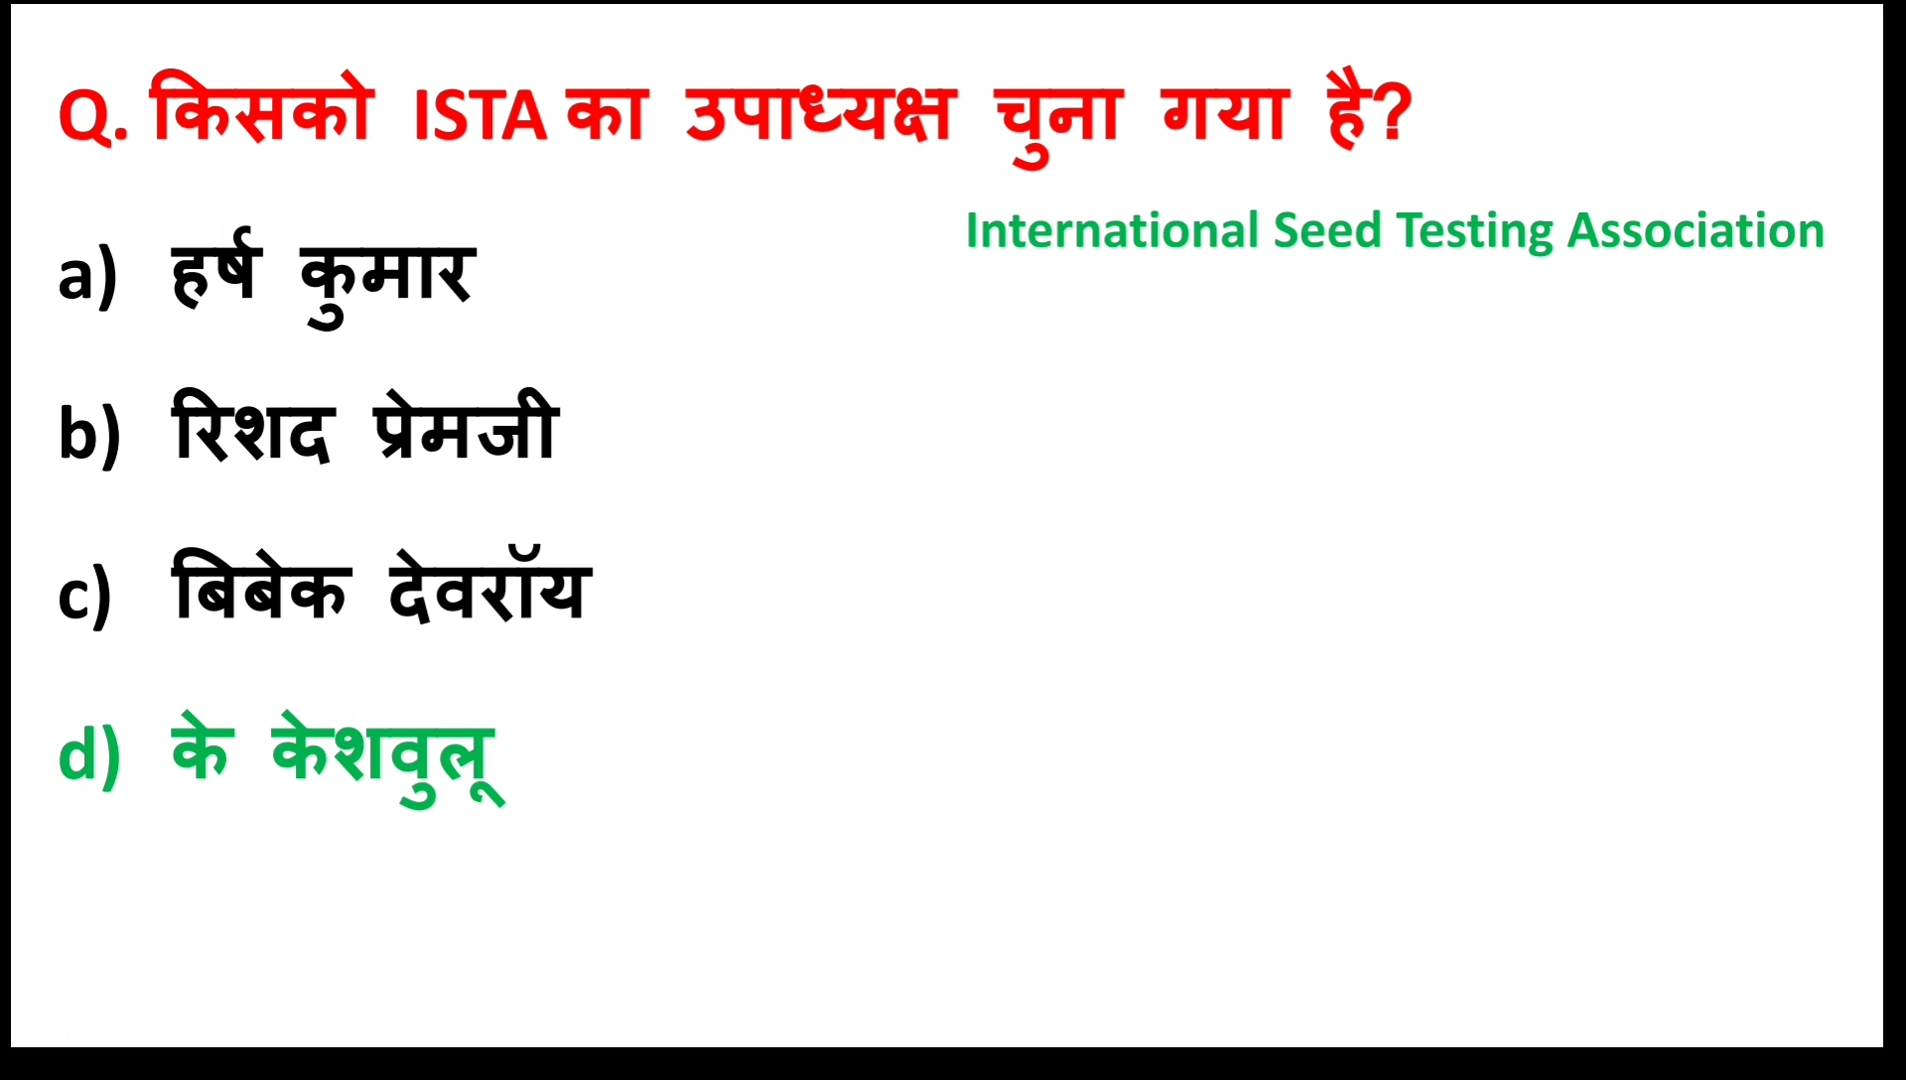 Q. किसको ISTA का उपाध्यक्ष चुना गया है?
International Seed Testing Association
a) हर्ष कुमार
b) रिशद प्रेमजी
c) बिबेक देवरॉय
d) के केशवुलू